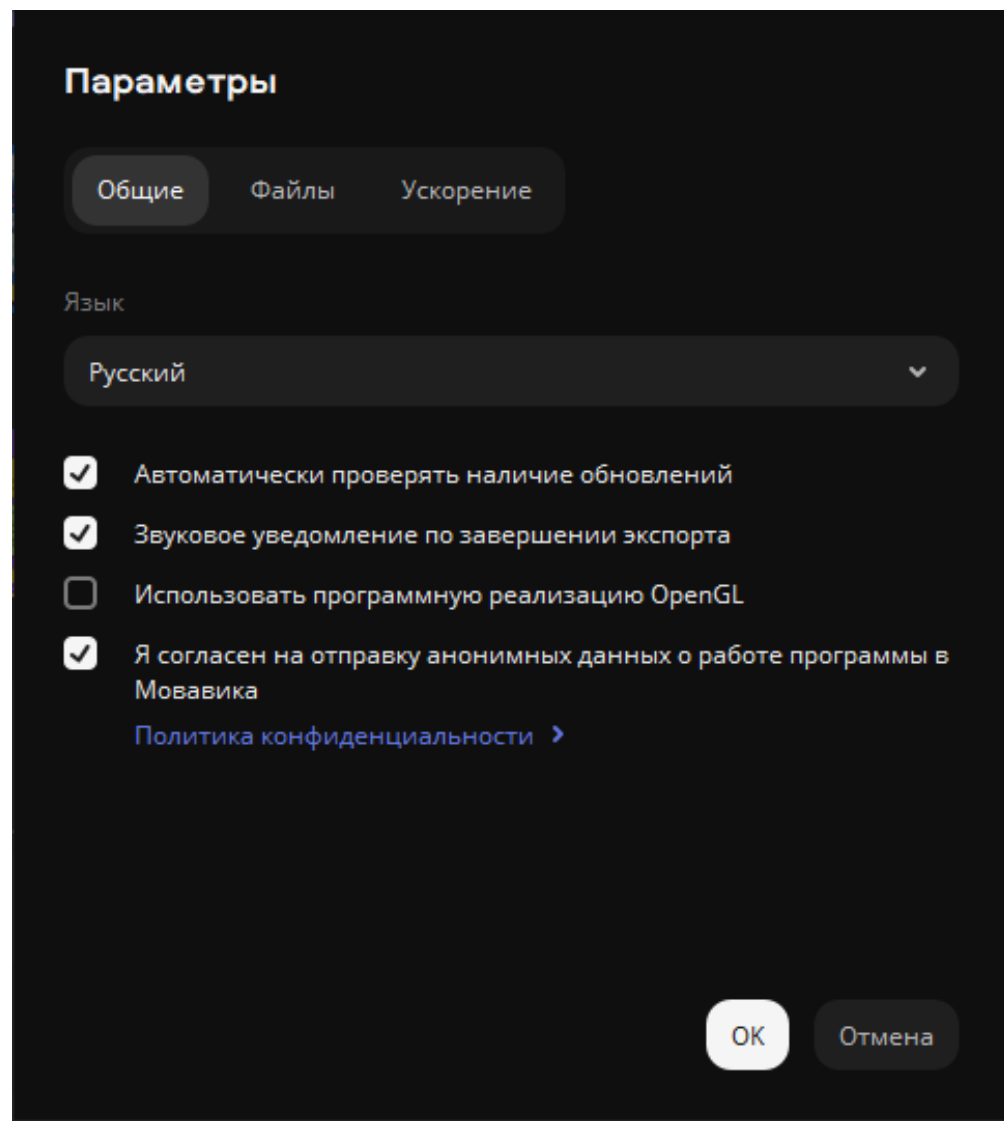 Параметры
Общие Файлы Ускорение
Язык
Русский
Автоматически проверять наличие обновлений
Звуковое уведомление по завершении экспорта
Использовать программную реализацию OpenGL
Я согласен на отправку анонимных данных о работе программы в
Мовавика
Политика конфиденциальности
ОК Отмена